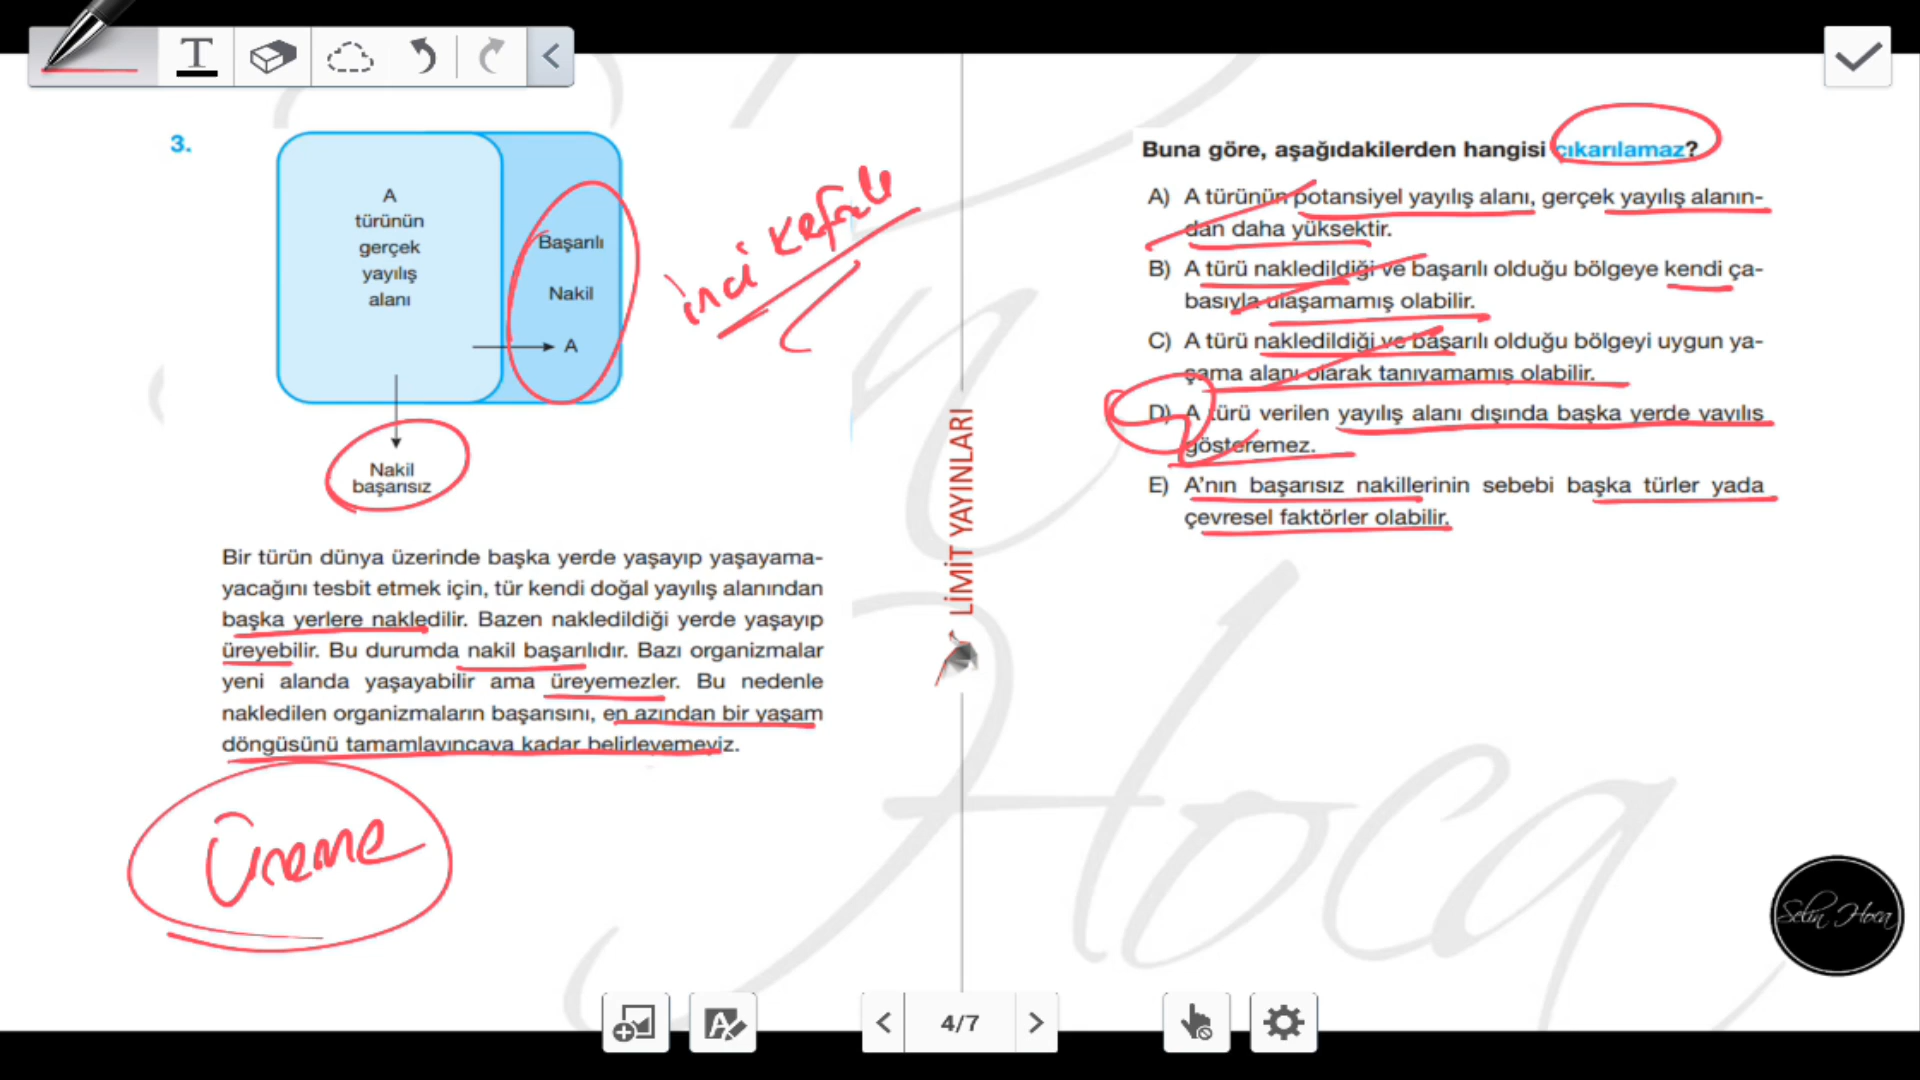 3.
A
türünün
gerçek
yayılış
alanı
Başarılı
Nakil
A
Nakil
başarısız
inci kefali
Bir türün dünya üzerinde başka yerde yaşayıp yaşayama-
yacağını tesbit etmek için, tür kendi doğal yayılış alanından
başka yerlere nakledilir. Bazen nakledildiği yerde yaşayıp
üreyebilir. Bu durumda nakil başarılıdır. Bazı organizmalar
yeni alanda yaşayabilir ama üreyemezler. Bu nedenle
nakledilen organizmaların başarısını, en azından bir yaşam
döngüsünü tamamlayıncaya kadar belirleyemeyiz.
Üreme
LİMİT YAYINLARI
Buna göre, aşağıdakilerden hangisi çıkarılamaz?
A) A türünün potansiyel yayılış alanı, gerçek yayılış alanın-
dan daha yüksektir.
B) A türü nakledildiği ve başarılı olduğu bölgeye kendi ça-
basıyla ulaşamamış olabilir.
C) A türü nakledildiği ve başarılı olduğu bölgeyi uygun ya-
şama alanı olarak tanıyamamış olabilir.
D) A türü verilen yayılış alanı dışında başka yerde yayılış
gösteremez.
E) A'nın başarısız nakillerinin sebebi başka türler yada
çevresel faktörler olabilir.
Hoca
Selin Hoca
4/7